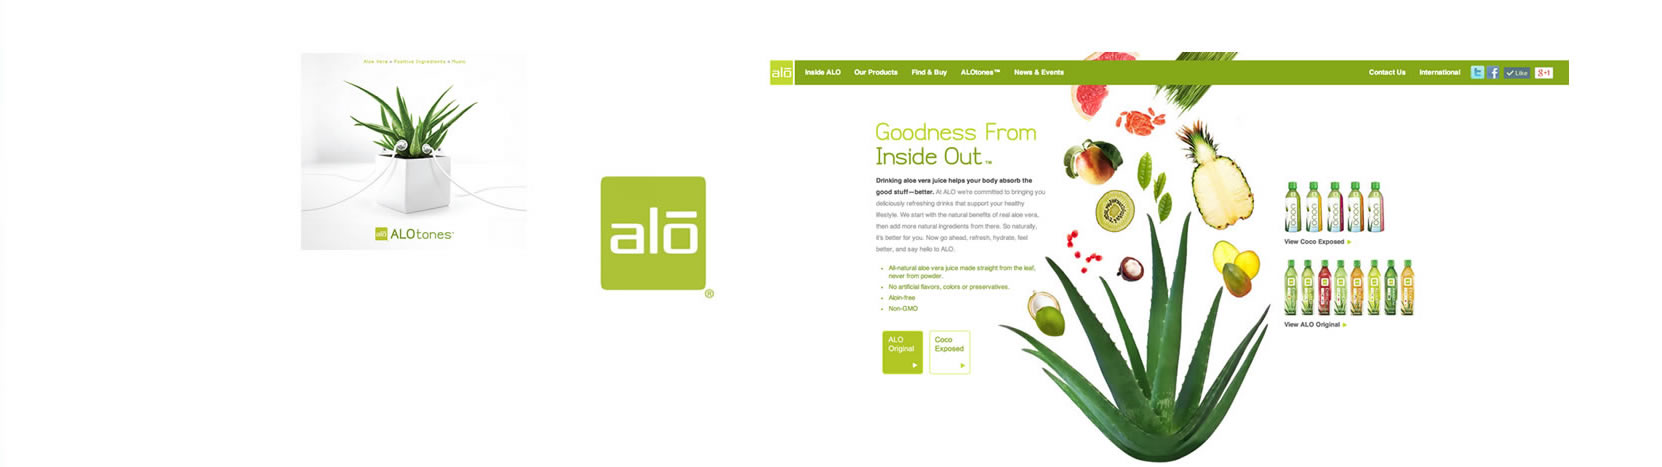 Aloe Vera • Positive Ingredients • Music
alō ALOtones™
alō
®
alō
Inside ALO
Our Products
Find & Buy
ALOtones™
News & Events
Contact Us
International
Like
g+1
Goodness From
Inside Out™
Drinking aloe vera juice helps your body absorb the
good stuff—better. At ALO we're committed to bringing you
deliciously refreshing drinks that support your healthy
lifestyle. We start with the natural benefits of real aloe vera,
then add more natural ingredients from there. So naturally,
it's better for you. Now go ahead, refresh, hydrate, feel
better, and say hello to ALO.
• All-natural aloe vera juice made straight from the leaf,
never from powder.
• No artificial flavors, colors or preservatives.
• Aloin-free
• Non-GMO
ALO
Original
Coco
Exposed
View Coco Exposed
View ALO Original